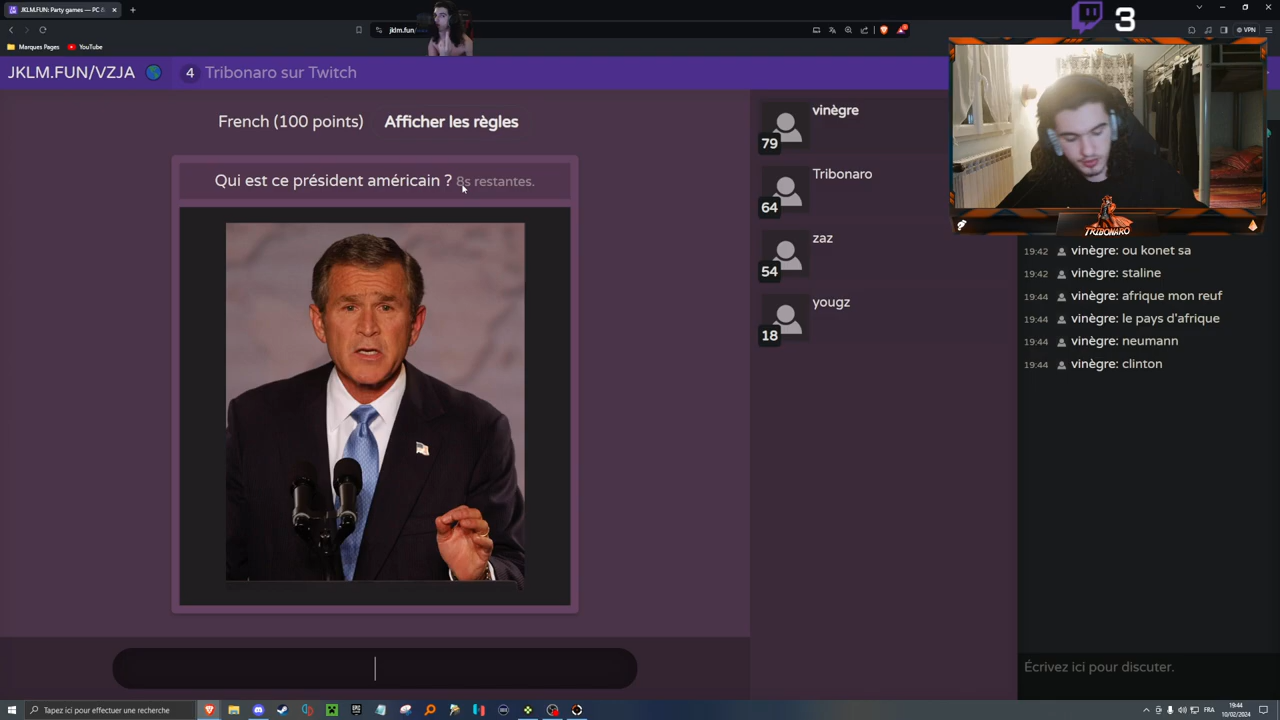 JKLM.FUN: Party games — PC &
jklm.fun/
VPN
Marques Pages
YouTube
3
JKLM.FUN/VZJA
4
Tribonaro sur Twitch
French (100 points)
Afficher les règles
Qui est ce président américain ? 8s restantes.
vinègre
79
Tribonaro
64
zaz
54
yougz
18
TRIBONARO
19:42 vinègre: ou konet sa
19:42 vinègre: staline
19:44 vinègre: afrique mon reuf
19:44 vinègre: le pays d'afrique
19:44 vinègre: neumann
19:44 vinègre: clinton
Écrivez ici pour discuter.
Tapez ici pour effectuer une recherche
FRA
19:44
10/02/2024